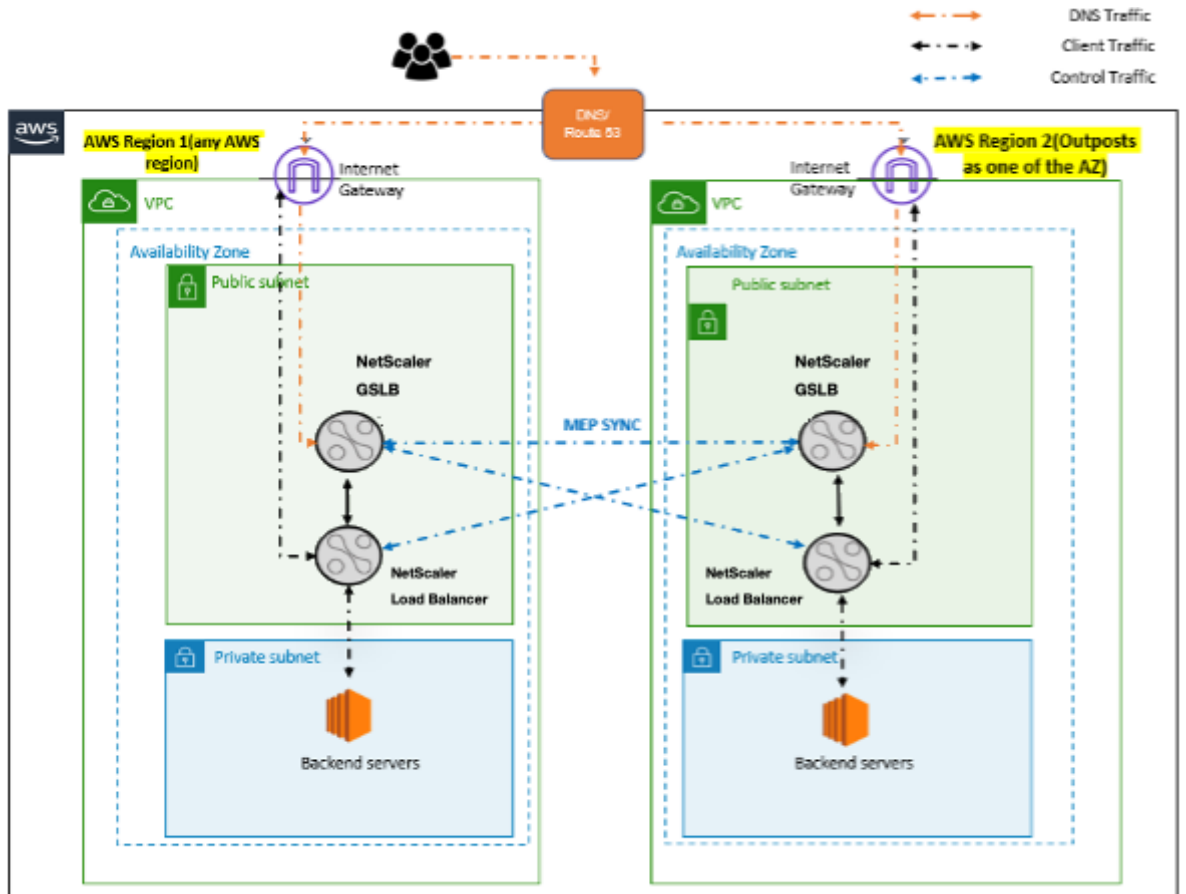 DNS Traffic
Client Traffic
Control Traffic
aws
DNS/
Route 53
AWS Region 1(any AWS
region)
AWS Region 2(Outposts
as one of the AZ)
Internet
Gateway
Internet
Gateway
VPC
VPC
Availability Zone
Availability Zone
Public subnet
Public subnet
NetScaler
GSLB
NetScaler
GSLB
MEP SYNC
NetScaler
Load Balancer
NetScaler
Load Balancer
Private subnet
Private subnet
Backend servers
Backend servers